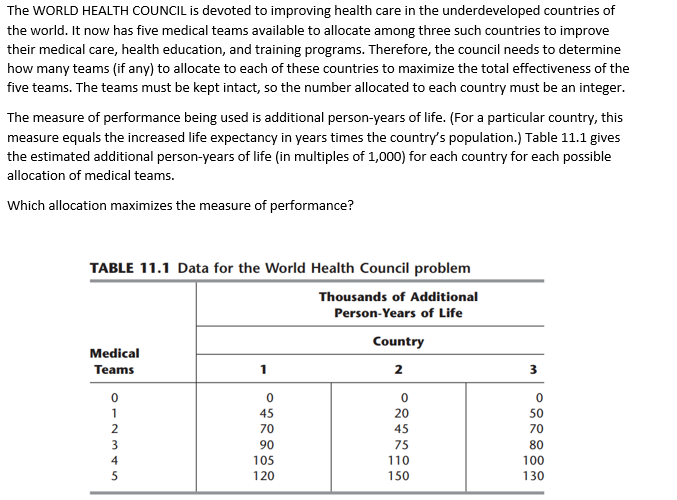 The WORLD HEALTH COUNCIL is devoted to improving health care in the underdeveloped countries of
the world. It now has five medical teams available to allocate among three such countries to improve
their medical care, health education, and training programs. Therefore, the council needs to determine
how many teams (if any) to allocate to each of these countries to maximize the total effectiveness of the
five teams. The teams must be kept intact, so the number allocated to each country must be an integer.
The measure of performance being used is additional person-years of life. (For a particular country, this
measure equals the increased life expectancy in years times the country's population.) Table 11.1 gives
the estimated additional person-years of life (in multiples of 1,000) for each country for each possible
allocation of medical teams.
Which allocation maximizes the measure of performance?
TABLE 11.1 Data for the World Health Council problem
Thousands of Additional
Person-Years of Life
Country
Medical
Teams 1 2 3
0 0 0 0
1 45 20 50
2 70 45 70
3 90 75 80
4 105 110 100
5 120 150 130